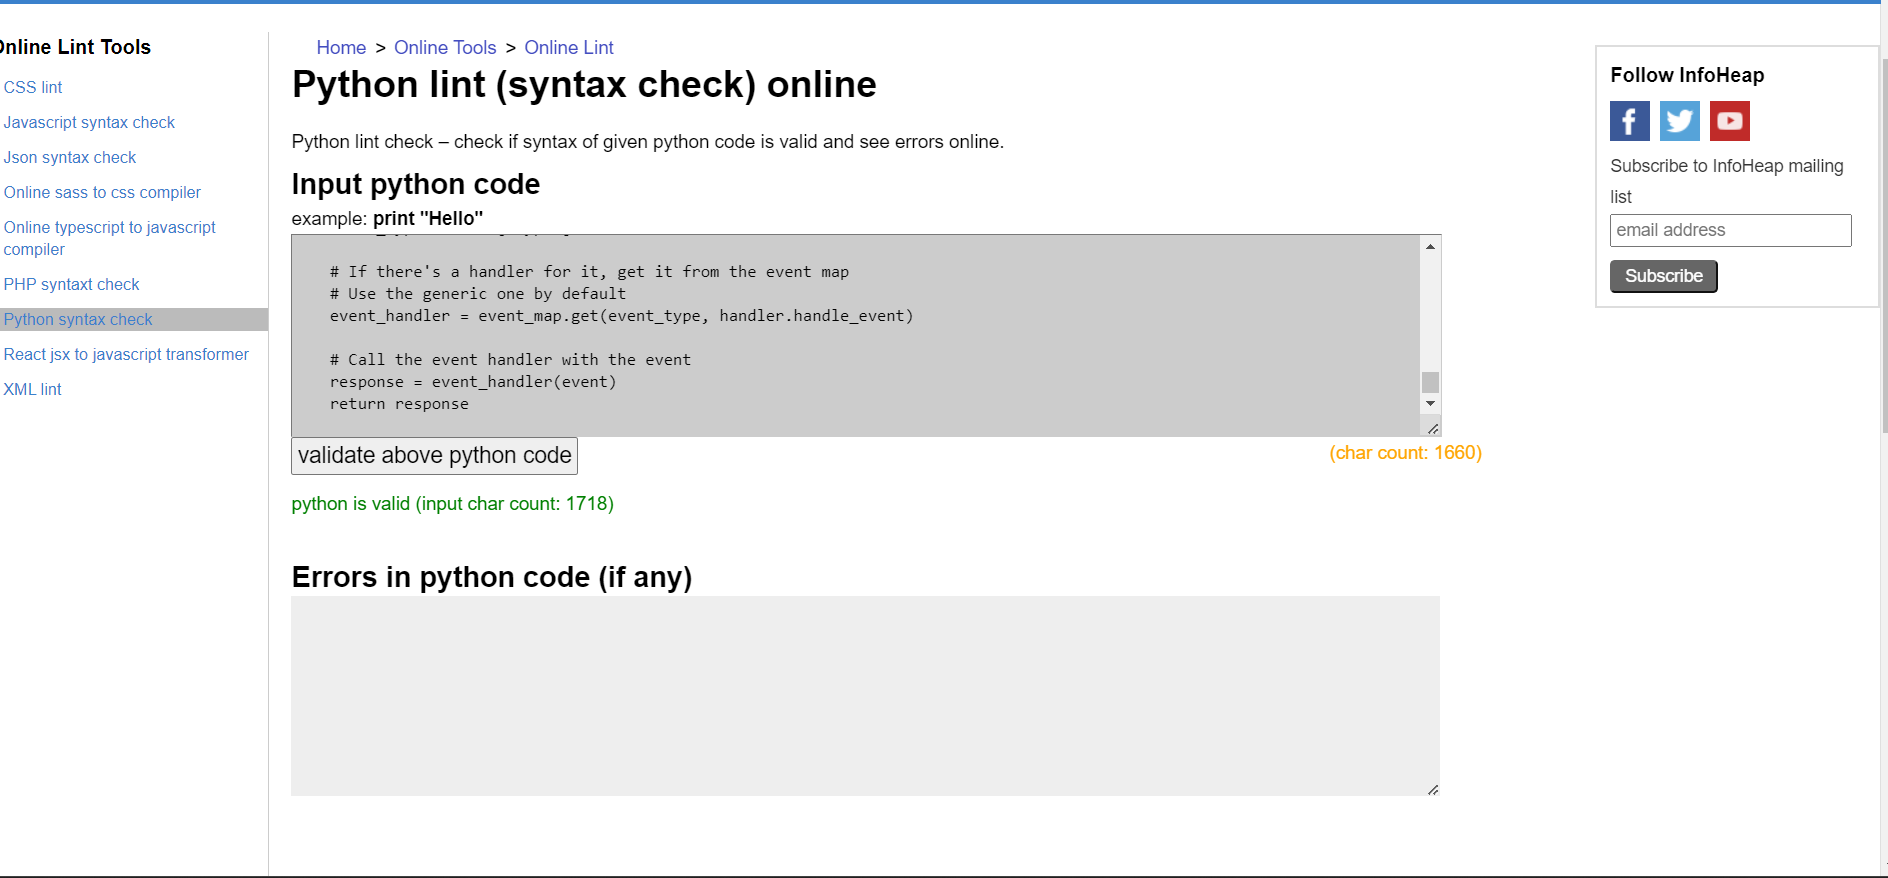 Online Lint Tools
CSS lint
Javascript syntax check
Json syntax check
Online sass to css compiler
Online typescript to javascript
compiler
PHP syntaxt check
Python syntax check
React jsx to javascript transformer
XML lint
Home > Online Tools > Online Lint
Python lint (syntax check) online
Python lint check – check if syntax of given python code is valid and see errors online.
Input python code
example: print "Hello"
# If there's a handler for it, get it from the event map
# Use the generic one by default
event_handler = event_map.get(event_type, handler.handle_event)
# Call the event handler with the event
response = event_handler(event)
return response
validate above python code
(char count: 1660)
python is valid (input char count: 1718)
Errors in python code (if any)
Follow InfoHeap
Subscribe to InfoHeap mailing
list
email address
Subscribe